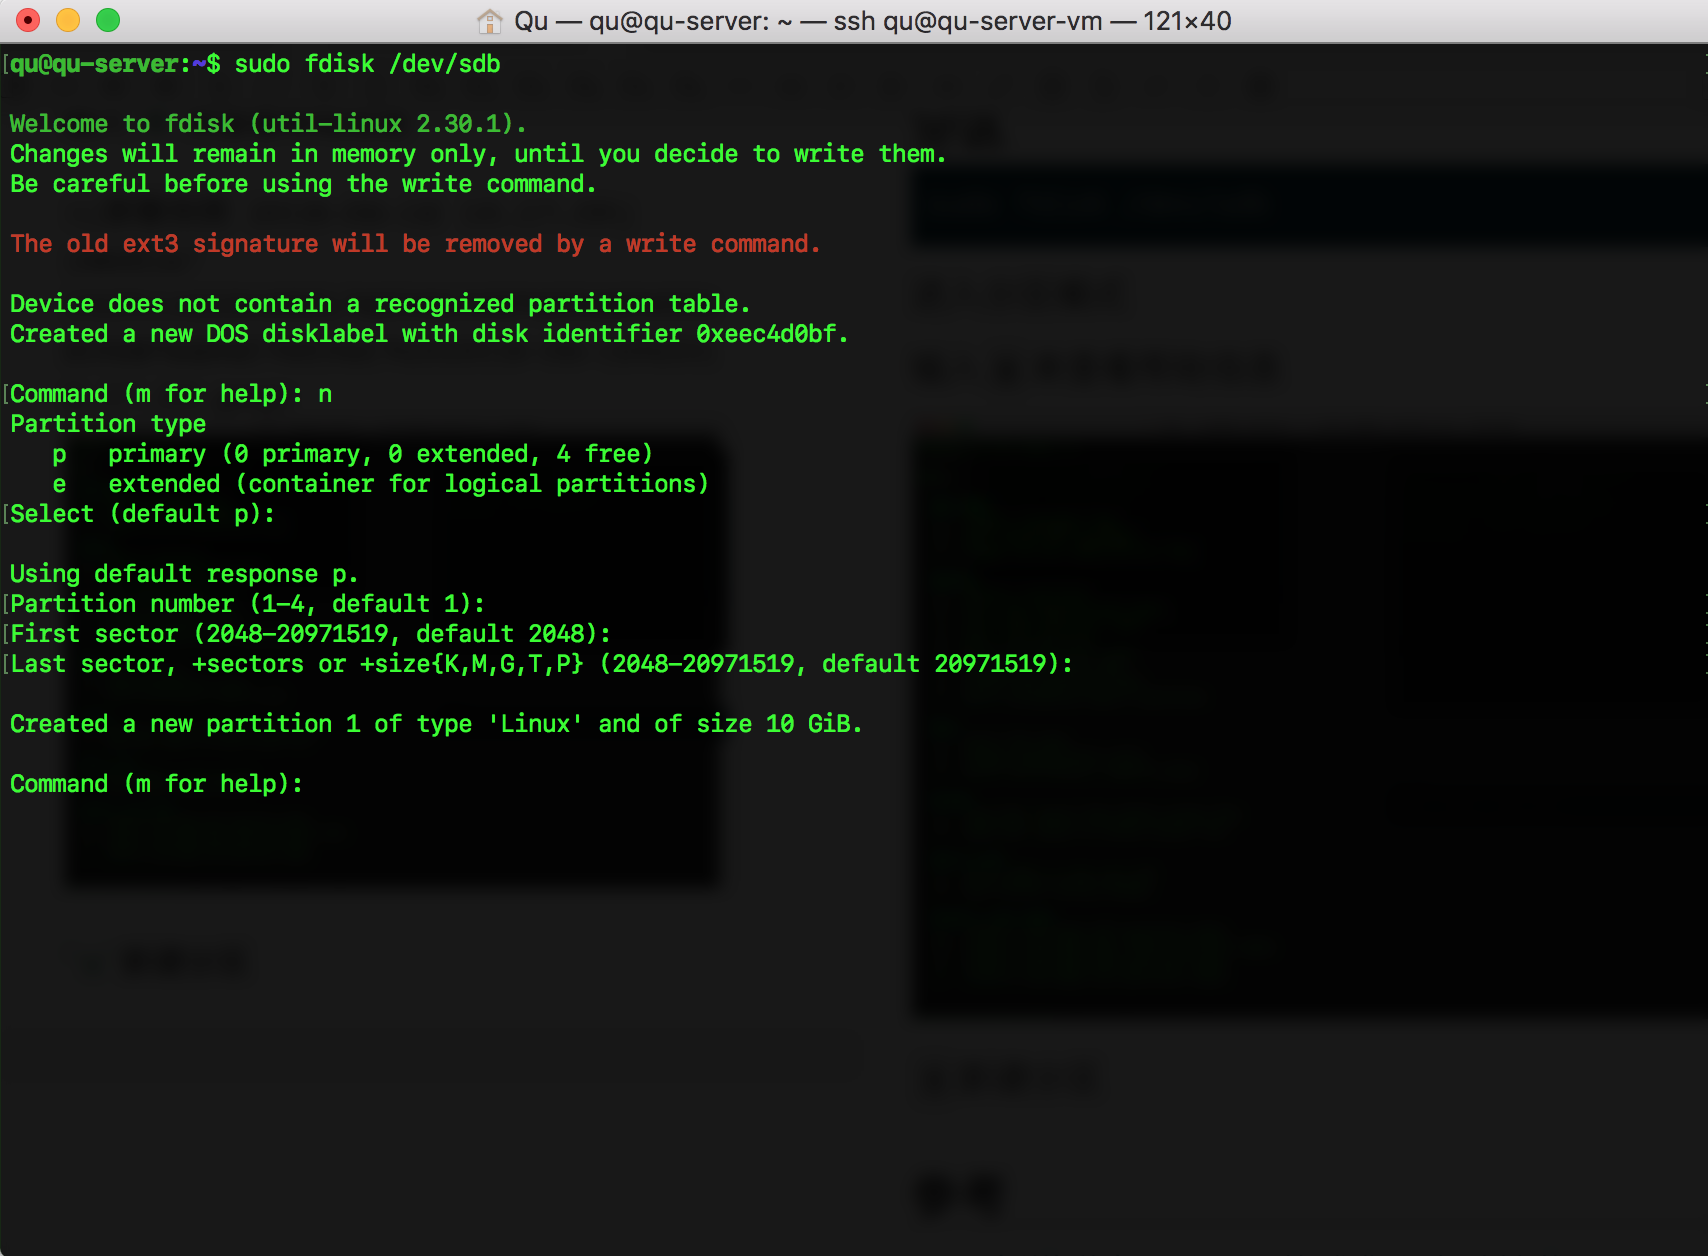 Qu — qu@qu-server: ~ — ssh qu@qu-server-vm — 121×40
[qu@qu-server:~$ sudo fdisk /dev/sdb
Welcome to fdisk (util-linux 2.30.1).
Changes will remain in memory only, until you decide to write them.
Be careful before using the write command.
The old ext3 signature will be removed by a write command.
Device does not contain a recognized partition table.
Created a new DOS disklabel with disk identifier 0xeec4d0bf.
[Command (m for help): n
Partition type
p   primary (0 primary, 0 extended, 4 free)
e   extended (container for logical partitions)
[Select (default p):
Using default response p.
[Partition number (1-4, default 1):
[First sector (2048-20971519, default 2048):
[Last sector, +sectors or +size{K,M,G,T,P} (2048-20971519, default 20971519):
Created a new partition 1 of type 'Linux' and of size 10 GiB.
Command (m for help):